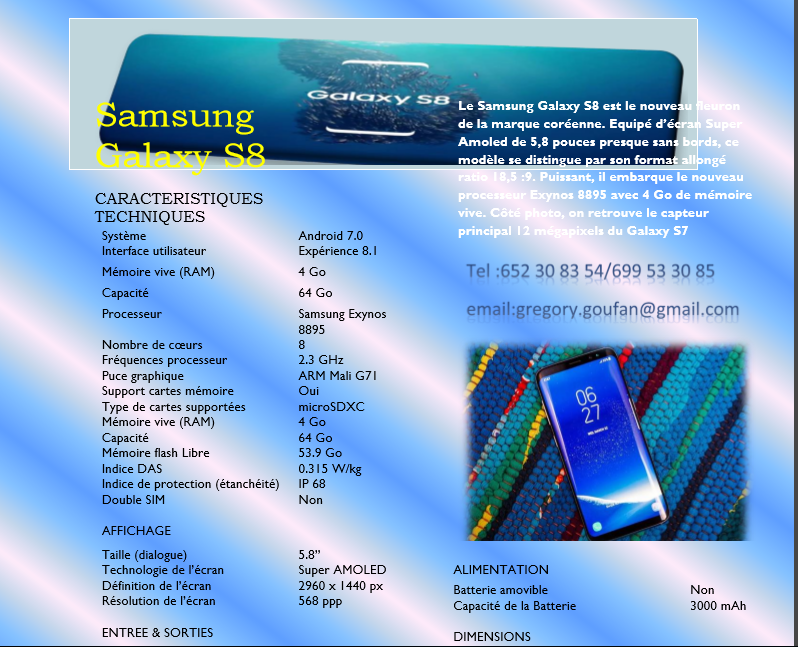 Galaxy S8
Samsung
Galaxy S8
Le Samsung Galaxy S8 est le nouveau fleuron
de la marque coréenne. Equipé d'écran Super
Amoled de 5,8 pouces presque sans bords, ce
modèle se distingue par son format allongé
ratio 18,5 :9. Puissant, il embarque le nouveau
processeur Exynos 8895 avec 4 Go de mémoire
vive. Côté photo, on retrouve le capteur
principal 12 mégapixels du Galaxy S7
CARACTERISTIQUES
TECHNIQUES
Système Android 7.0
Interface utilisateur Expérience 8.1
Mémoire vive (RAM) 4 Go
Capacité 64 Go
Processeur Samsung Exynos
8895
Nombre de cœurs 8
Fréquences processeur 2.3 GHz
Puce graphique ARM Mali G71
Support cartes mémoire Oui
Type de cartes supportées microSDXC
Mémoire vive (RAM) 4 Go
Capacité 64 Go
Mémoire flash Libre 53.9 Go
Indice DAS 0.315 W/kg
Indice de protection (étanchéité) IP 68
Double SIM Non
AFFICHAGE
Taille (dialogue) 5.8”
Technologie de l'écran Super AMOLED
Définition de l'écran 2960 x 1440 px
Résolution de l'écran 568 ppp
ENTREE & SORTIES
Tel :652 30 83 54/699 53 30 85
email:gregory.goufan@gmail.com
06
27
ALIMENTATION
Batterie amovible Non
Capacité de la Batterie 3000 mAh
DIMENSIONS